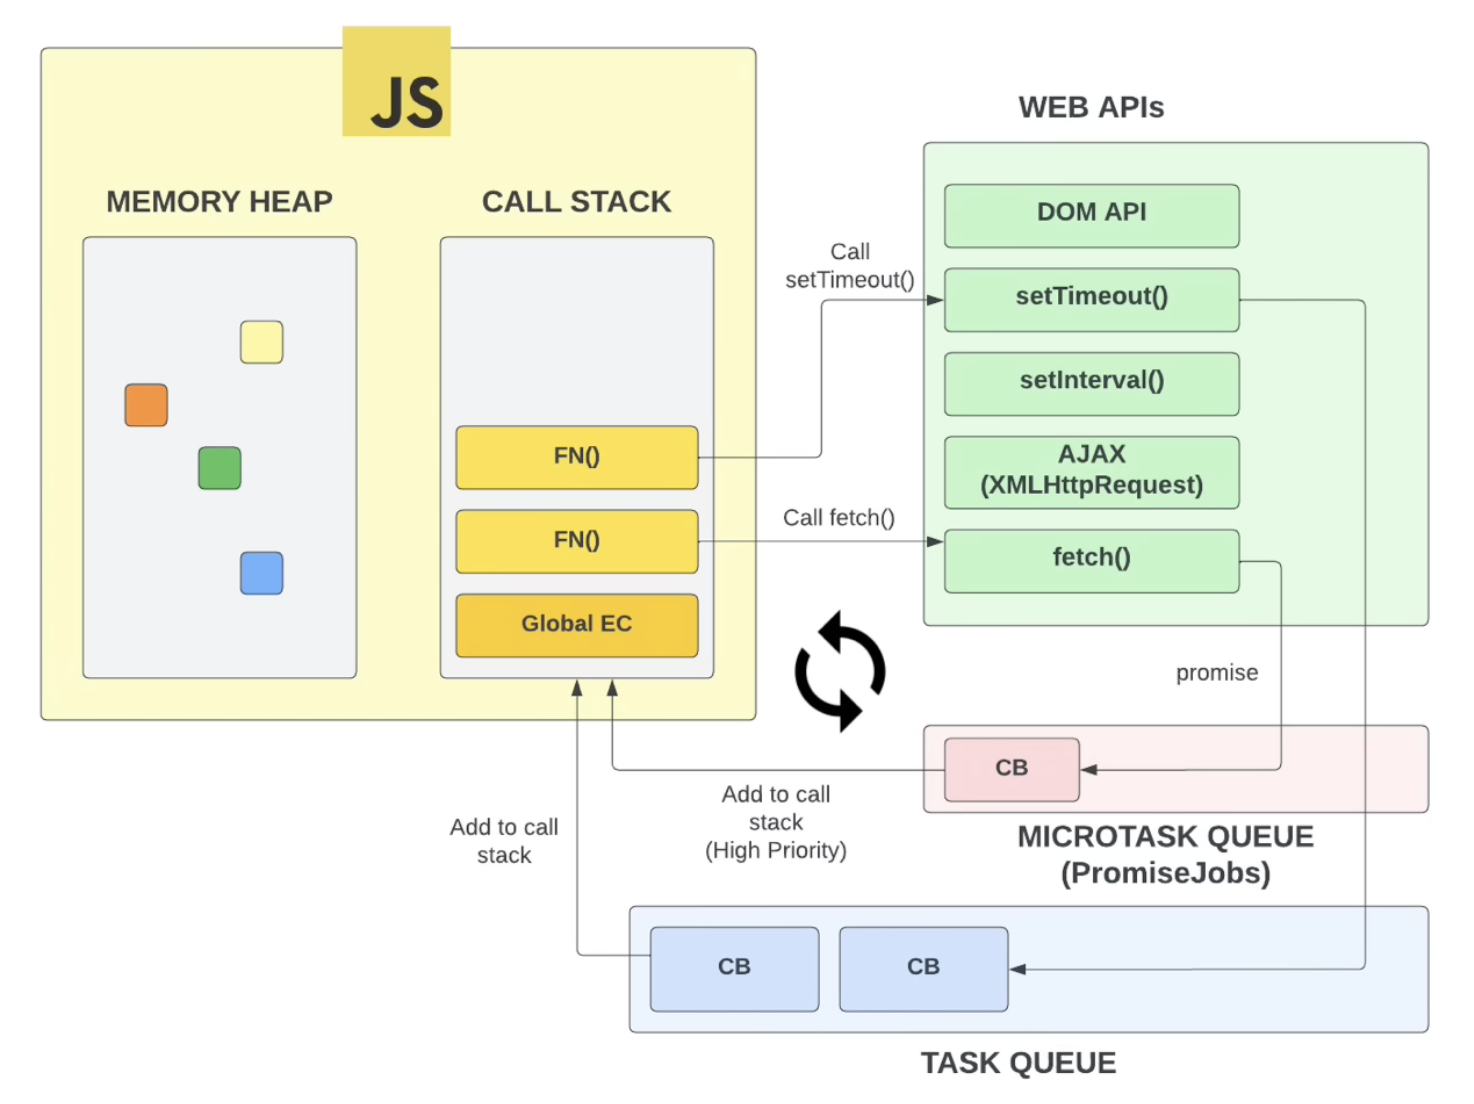 JS
MEMORY HEAP
CALL STACK
FN()
FN()
Global EC
Call
setTimeout()
Call fetch()
WEB APIs
DOM API
setTimeout()
setInterval()
AJAX
(XMLHttpRequest)
fetch()
promise
CB
MICROTASK QUEUE
(PromiseJobs)
Add to call
stack
(High Priority)
Add to call
stack
CB
CB
TASK QUEUE